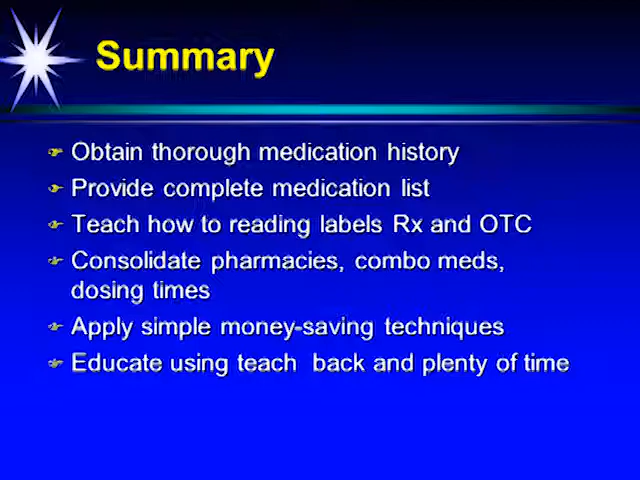 Summary
Obtain thorough medication history
Provide complete medication list
Teach how to reading labels Rx and OTC
Consolidate pharmacies, combo meds,
dosing times
Apply simple money-saving techniques
Educate using teach  back and plenty of time